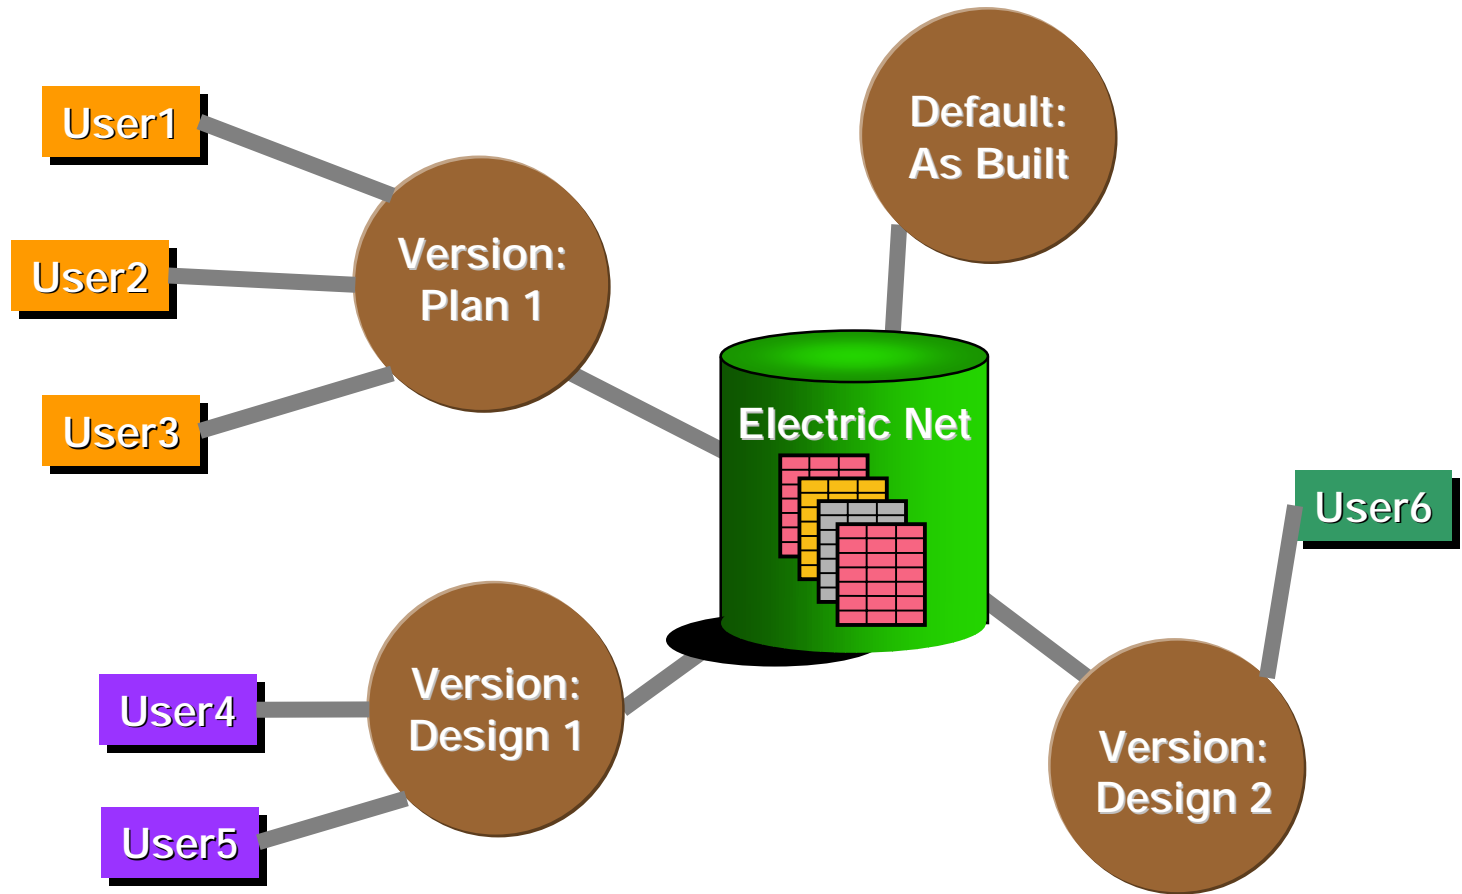 Default:
As Built
User1
Version:
Plan 1
User2
User3
Electric Net
User6
Version:
Design 1
User4
User5
Version:
Design 2